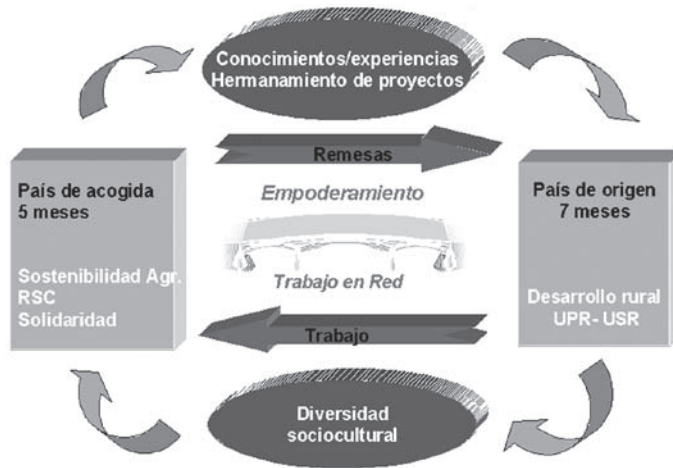 Conocimientos/experiencias
Hermanamiento de proyectos
Remesas
País de acogida
5 meses
Sostenibilidad Agr.
RSC
Solidaridad
Empoderamiento
Trabajo en Red
País de origen
7 meses
Desarrollo rural
UPR- USR
Trabajo
Diversidad
sociocultural